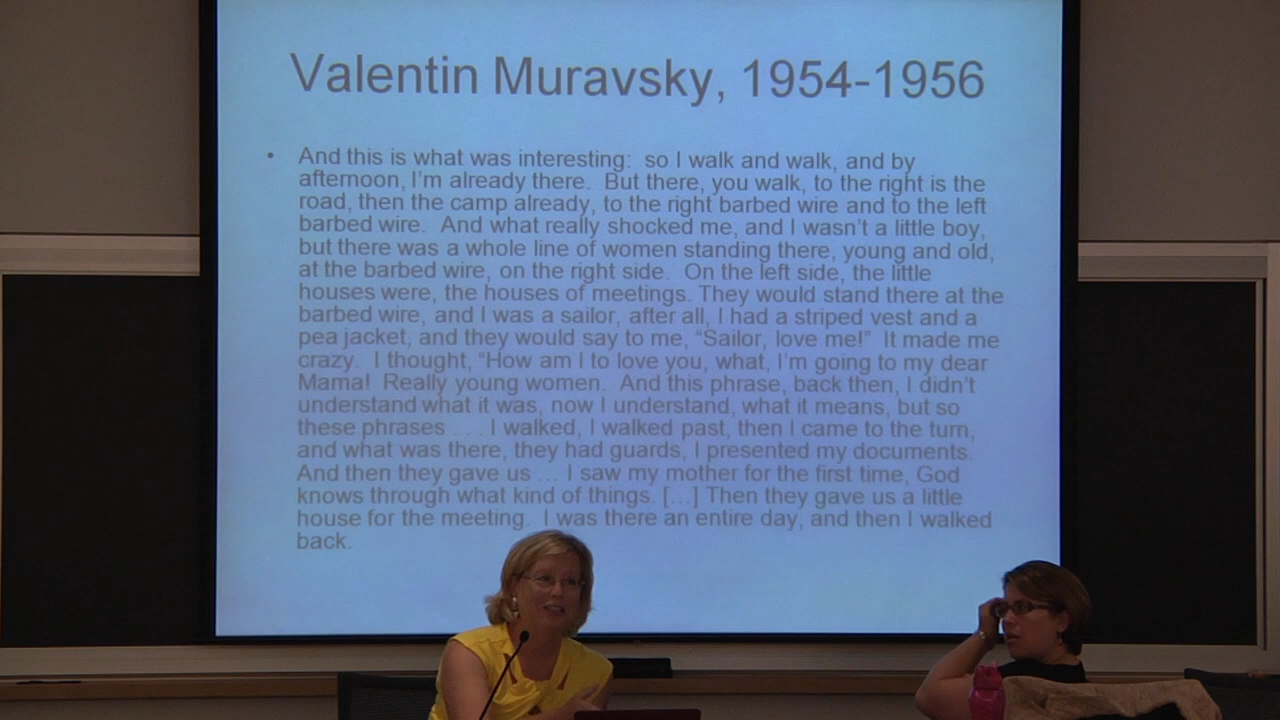 Valentin Muravsky, 1954-1956
• And this is what was interesting:  so I walk and walk, and by
afternoon, I'm already there.  But there, you walk, to the right is the
road, then the camp already, to the right barbed wire and to the left
barbed wire.  And what really shocked me, and I wasn't a little boy,
but there was a whole line of women standing there, young and old,
at the barbed wire, on the right side.  On the left side, the little
houses were, the houses of meetings. They would stand there at the
barbed wire, and I was a sailor, after all, I had a striped vest and a
pea jacket, and they would say to me, “Sailor, love me!”  It made me
crazy.  I thought, “How am I to love you, what, I'm going to my dear
Mama!  Really young women.  And this phrase, back then, I didn't
understand what it was, now I understand, what it means, but so
these phrases . . . I walked, I walked past, then I came to the turn,
and what was there, they had guards, I presented my documents.
And then they gave us … I saw my mother for the first time, God
knows through what kind of things. […] Then they gave us a little
house for the meeting.  I was there an entire day, and then I walked
back.